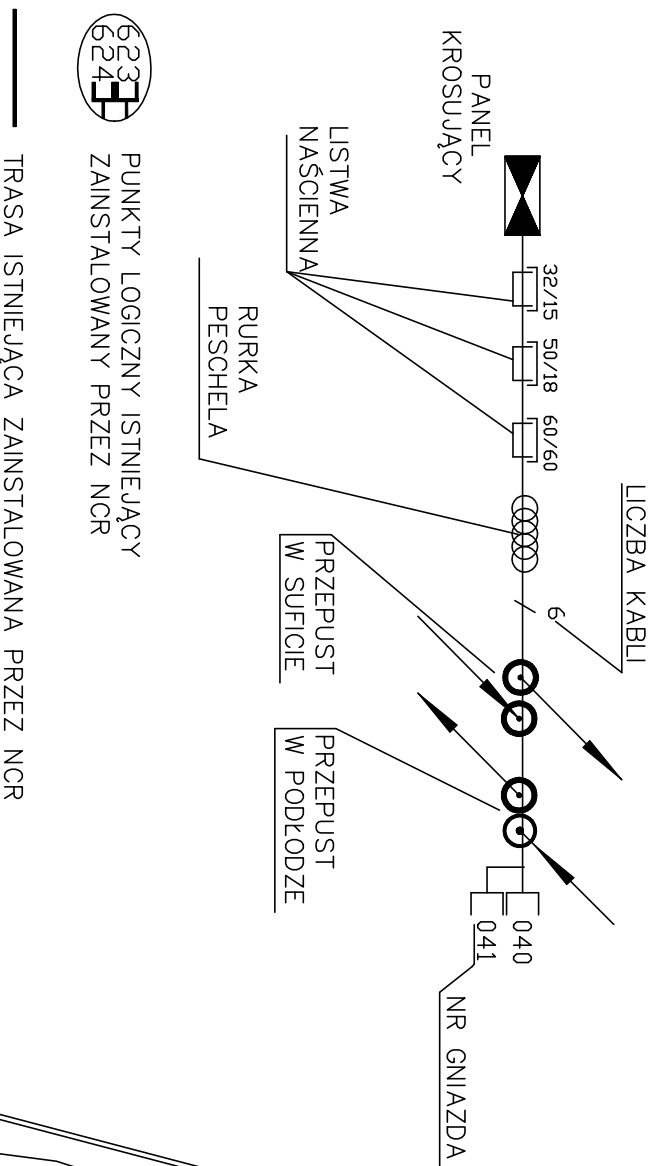 LICZBA KABLI
32/15
50/18
60/60
6
040
041
PANEL
KROSUJĄCY
LISTWA
NAŚCIENNA
PRZEPUST
W SUFICIE
PRZEPUST
W PODŁODZE
NR GNIAZDA
RURKA
PESCHELA
623
624
PUNKTY LOGICZNY ISTNIEJĄCY
ZAINSTALOWANY PRZEZ NCR
TRASA ISTNIEJĄCA ZAINSTALOWANA PRZEZ NCR